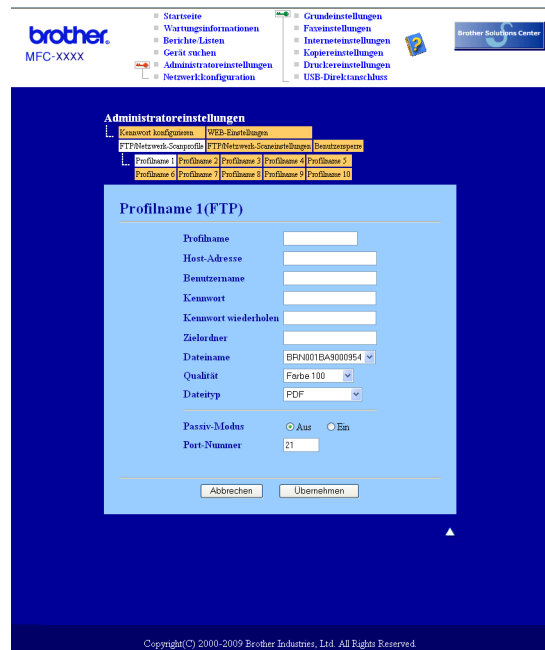 brother.
MFC-XXXX
Startseite
Wartungsinformationen
Berichte/Listen
Gerät suchen
Administratoreinstellungen
Netzwerkkonfiguration
Grundeinstellungen
Faxeinstellungen
Interneteinstellungen
Kopiereinstellungen
Druckereinstellungen
USB-Direktanschluss
Brother Solutions Center
Administratoreinstellungen
Kennwort konfigurieren WEB-Einstellungen
FTP/Netzwerk-Scanprofile FTP/Netzwerk-Scaneinstellungen Benutzersperre
Profilname 1 Profilname 2 Profilname 3 Profilname 4 Profilname 5
Profilname 6 Profilname 7 Profilname 8 Profilname 9 Profilname 10
Profilname 1(FTP)
Profilname
Host-Adresse
Benutzername
Kennwort
Kennwort wiederholen
Zielordner
Dateiname BRN001BA9000954
Qualität Farbe 100
Dateityp PDF
Passiv-Modus Aus Ein
Port-Nummer 21
Abbrechen Übernehmen
Copyright(C) 2000-2009 Brother Industries, Ltd. All Rights Reserved.